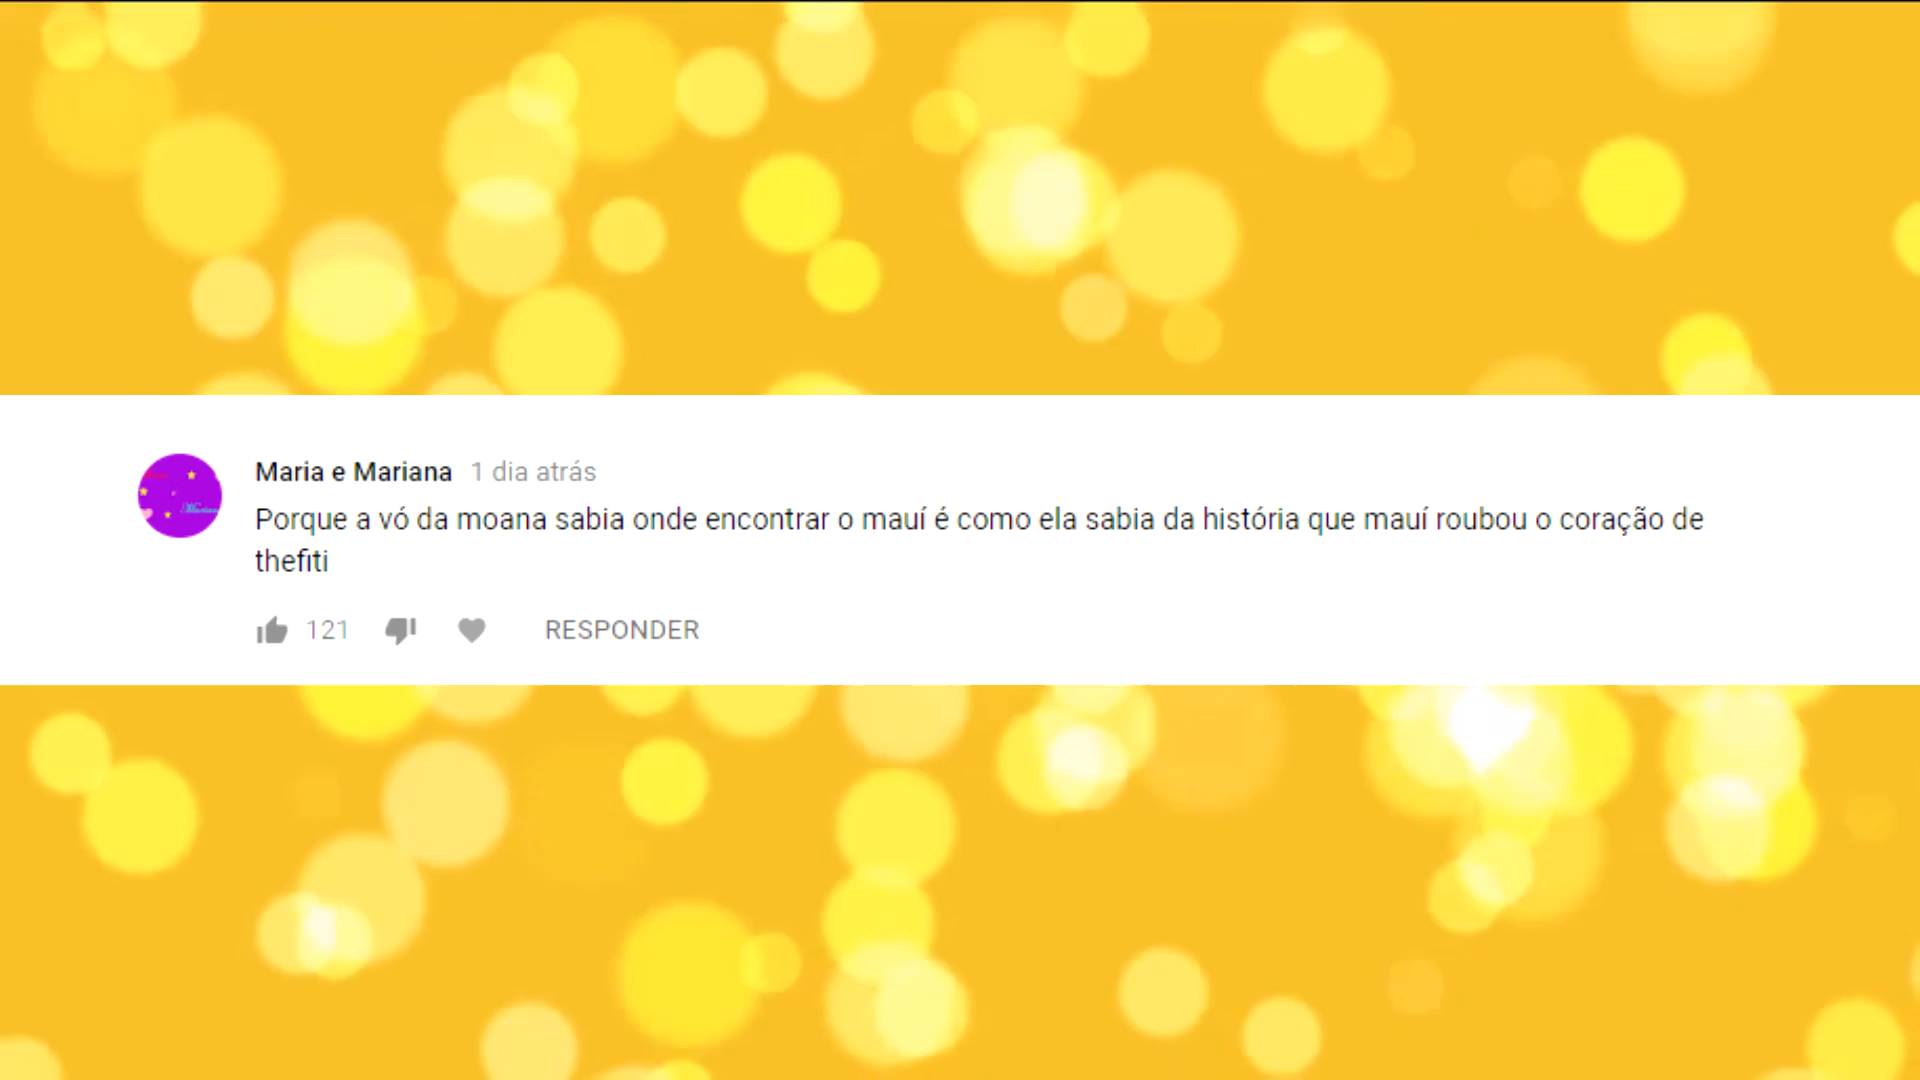 Maria e Mariana 1 dia atrás
Porque a vó da moana sabia onde encontrar o mauí é como ela sabia da história que mauí roubou o coração de
thefiti
121 RESPONDER